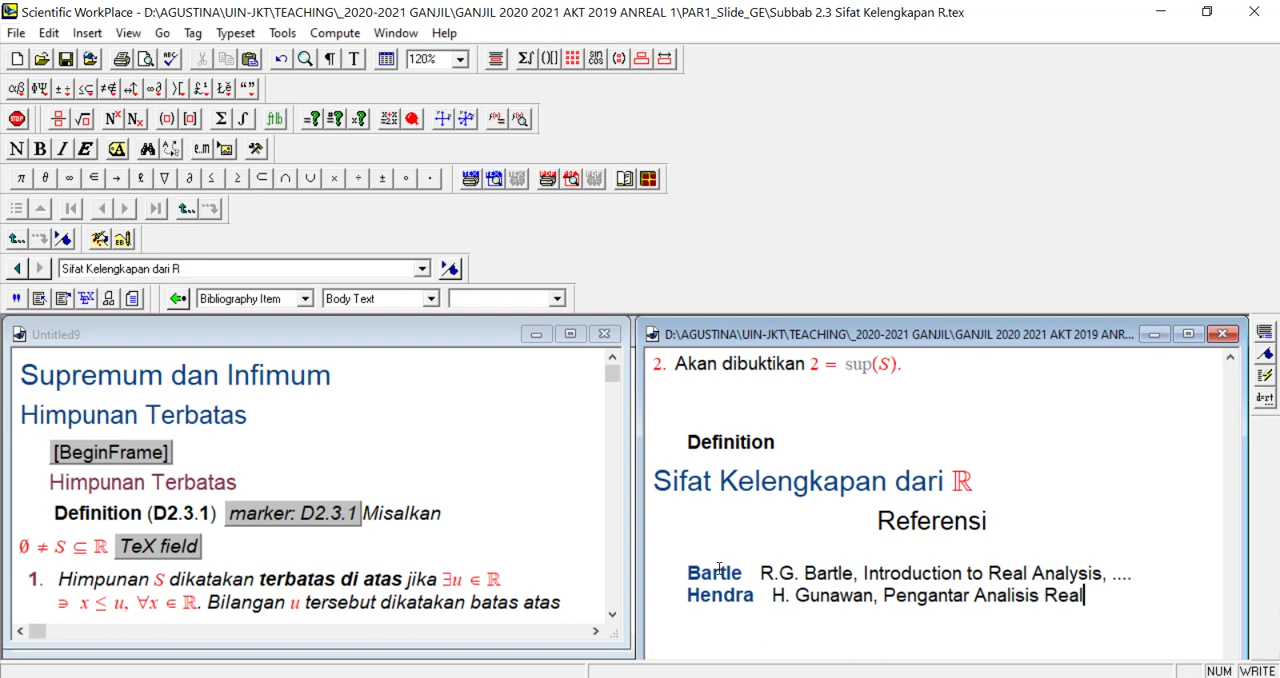 Scientific WorkPlace - D:\AGUSTINA\UIN-JKT\TEACHING\_2020-2021 GANJIL\GANJIL 2020 2021 AKT 2019 ANREAL 1\PAR1_Slide_GE\Subbab 2.3 Sifat Kelengkapan R.tex
File Edit Insert View Go Tag Typeset Tools Compute Window Help
120%
Sifat Kelengkapan dari R
Bibliography Item Body Text
Untitled9
Supremum dan Infimum
Himpunan Terbatas
[BeginFrame]
Himpunan Terbatas
Definition (D2.3.1) marker: D2.3.1 Misalkan
∅ ≠ S ⊆ ℝ TeX field
1. Himpunan S dikatakan terbatas di atas jika ∃u ∈ ℝ
∋ x ≤ u, ∀x ∈ ℝ. Bilangan u tersebut dikatakan batas atas
D:\AGUSTINA\UIN-JKT\TEACHING\_2020-2021 GANJIL\GANJIL 2020 2021 AKT 2019 ANR...
2. Akan dibuktikan 2 = sup(S).
Definition
Sifat Kelengkapan dari ℝ
Referensi
Bartle R.G. Bartle, Introduction to Real Analysis, ....
Hendra H. Gunawan, Pengantar Analisis Real
NUM WRITE